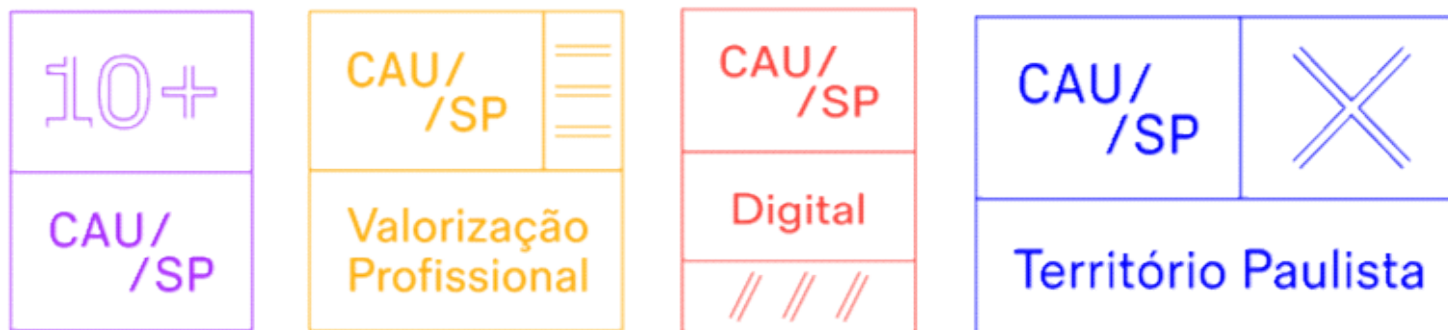 10+
CAU/
/SP
CAU/
/SP
Valorização
Profissional
CAU/
/SP
Digital
CAU/
/SP
Território Paulista